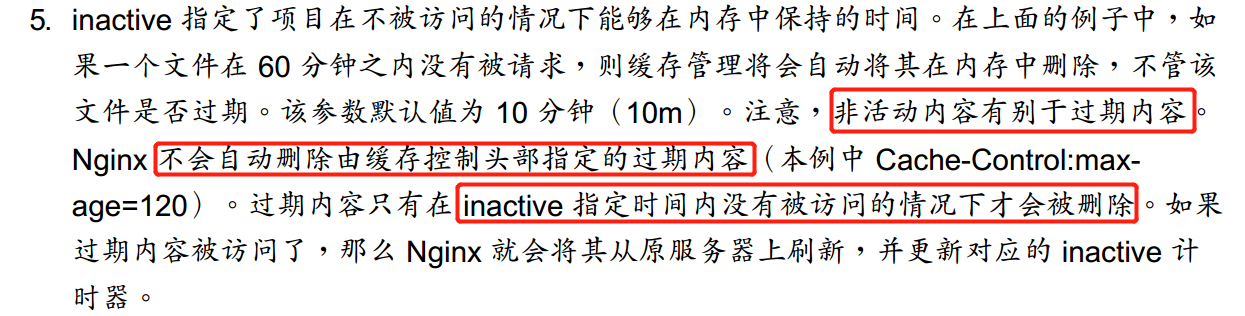 5. inactive 指定了项目在不被访问的情况下能够在内存中保持的时间。在上面的例子中，如
果一个文件在 60 分钟之内没有被请求，则缓存管理将会自动将其在内存中删除，不管该
文件是否过期。该参数默认值为 10 分钟（10m）。注意，非活动内容有别于过期内容。
Nginx 不会自动删除由缓存控制头部指定的过期内容（本例中 Cache-Control:max-
age=120）。过期内容只有在 inactive 指定时间内没有被访问的情况下才会被删除。如果
过期内容被访问了，那么 Nginx 就会将其从原服务器上刷新，并更新对应的 inactive 计
时器。